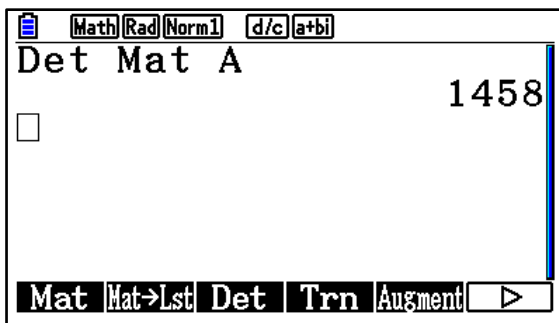 Math Rad Norm1 d/c a+bi
Det Mat A
1458
Mat Mat→Lst Det Trn Augment ▷